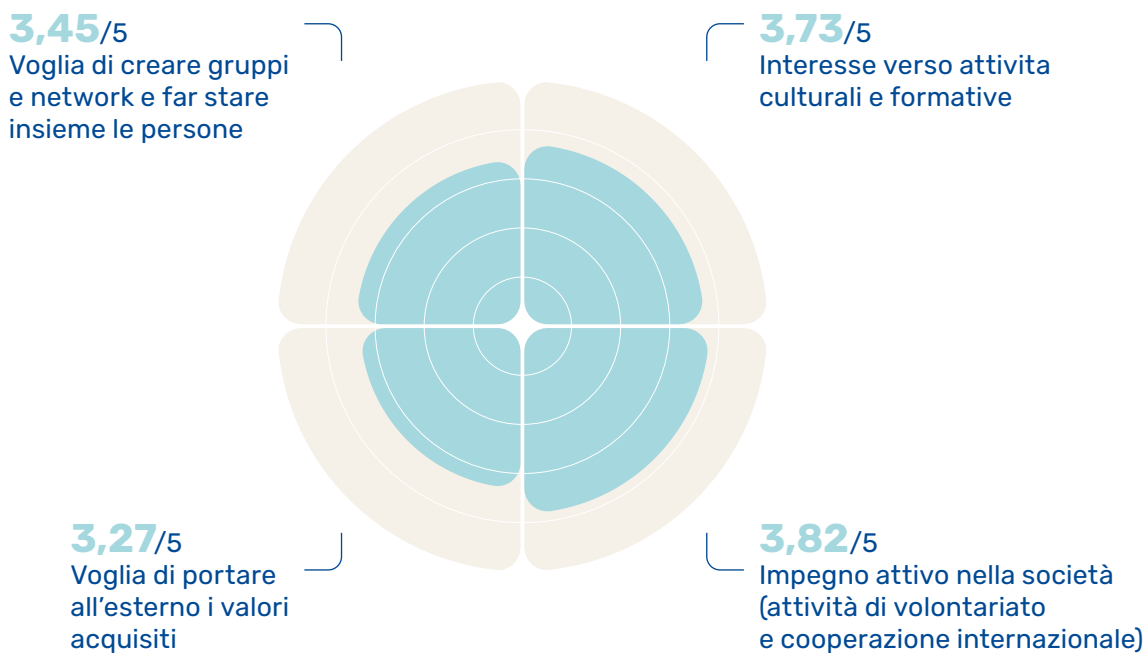 3,45/5
Voglia di creare gruppi
e network e far stare
insieme le persone
3,73/5
Interesse verso attivita
culturali e formative
3,27/5
Voglia di portare
all'esterno i valori
acquisiti
3,82/5
Impegno attivo nella società
(attività di volontariato
e cooperazione internazionale)